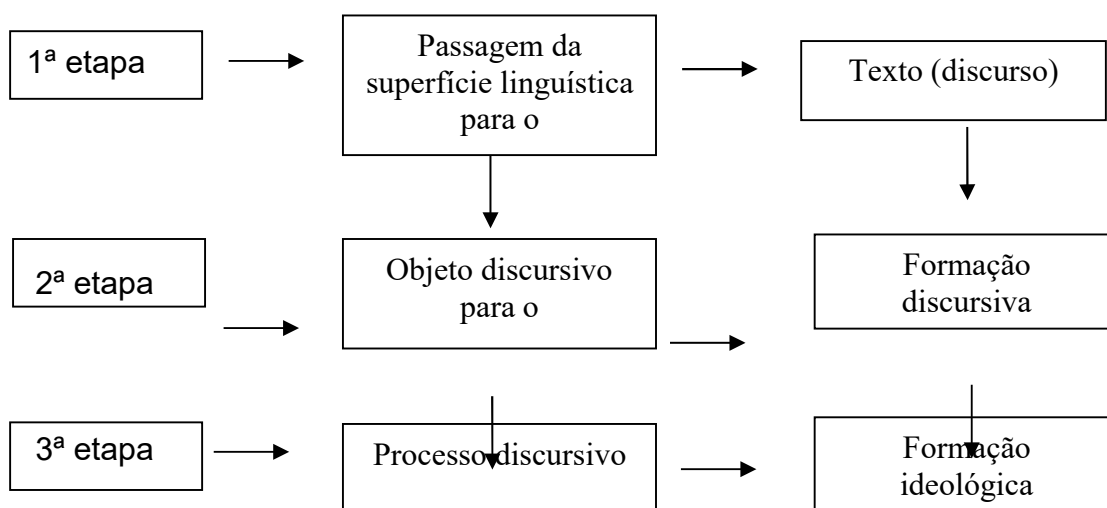 1ª etapa
Passagem da
superfície linguística
para o
Texto (discurso)
2ª etapa
Objeto discursivo
para o
Formação
discursiva
3ª etapa
Processo discursivo
Formação
ideológica